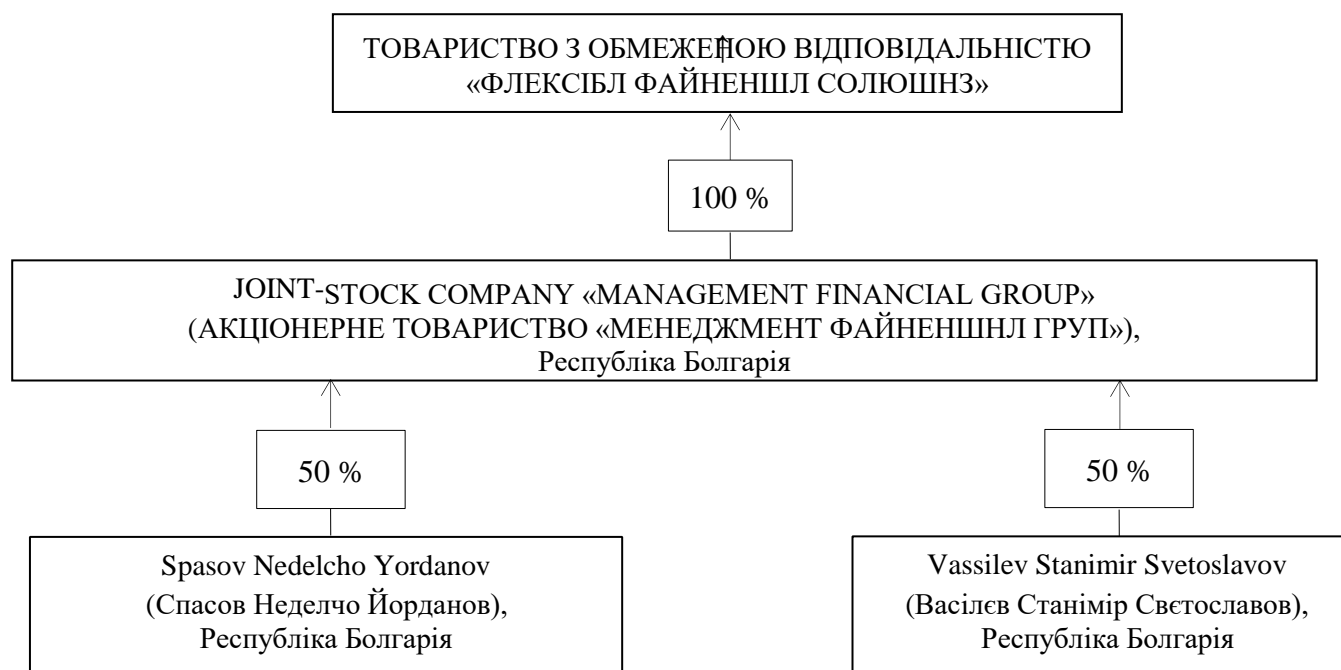 ТОВАРИСТВО З ОБМЕЖЕНОЮ ВІДПОВІДАЛЬНІСТЮ
«ФЛЕКСІБЛ ФАЙНЕНШЛ СОЛЮШНЗ»
100 %
JOINT-STOCK COMPANY «MANAGEMENT FINANCIAL GROUP»
(АКЦІОНЕРНЕ ТОВАРИСТВО «МЕНЕДЖМЕНТ ФАЙНЕНШНЛ ГРУП»),
Республіка Болгарія
50 %
50 %
Spasov Nedelcho Yordanov
(Спасов Неделчо Йорданов),
Республіка Болгарія
Vassilev Stanimir Svetoslavov
(Васілєв Станімір Свєтославов),
Республіка Болгарія